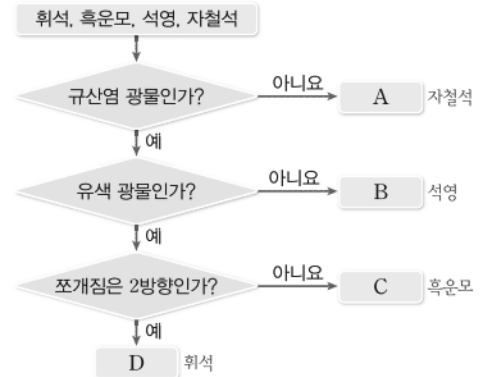 휘석, 흑운모, 석영, 자철석
규산염 광물인가?
아니요
A
자철석
예
유색 광물인가?
아니요
B
석영
예
쪼개짐은 2방향인가?
아니요
C
흑운모
예
D
휘석